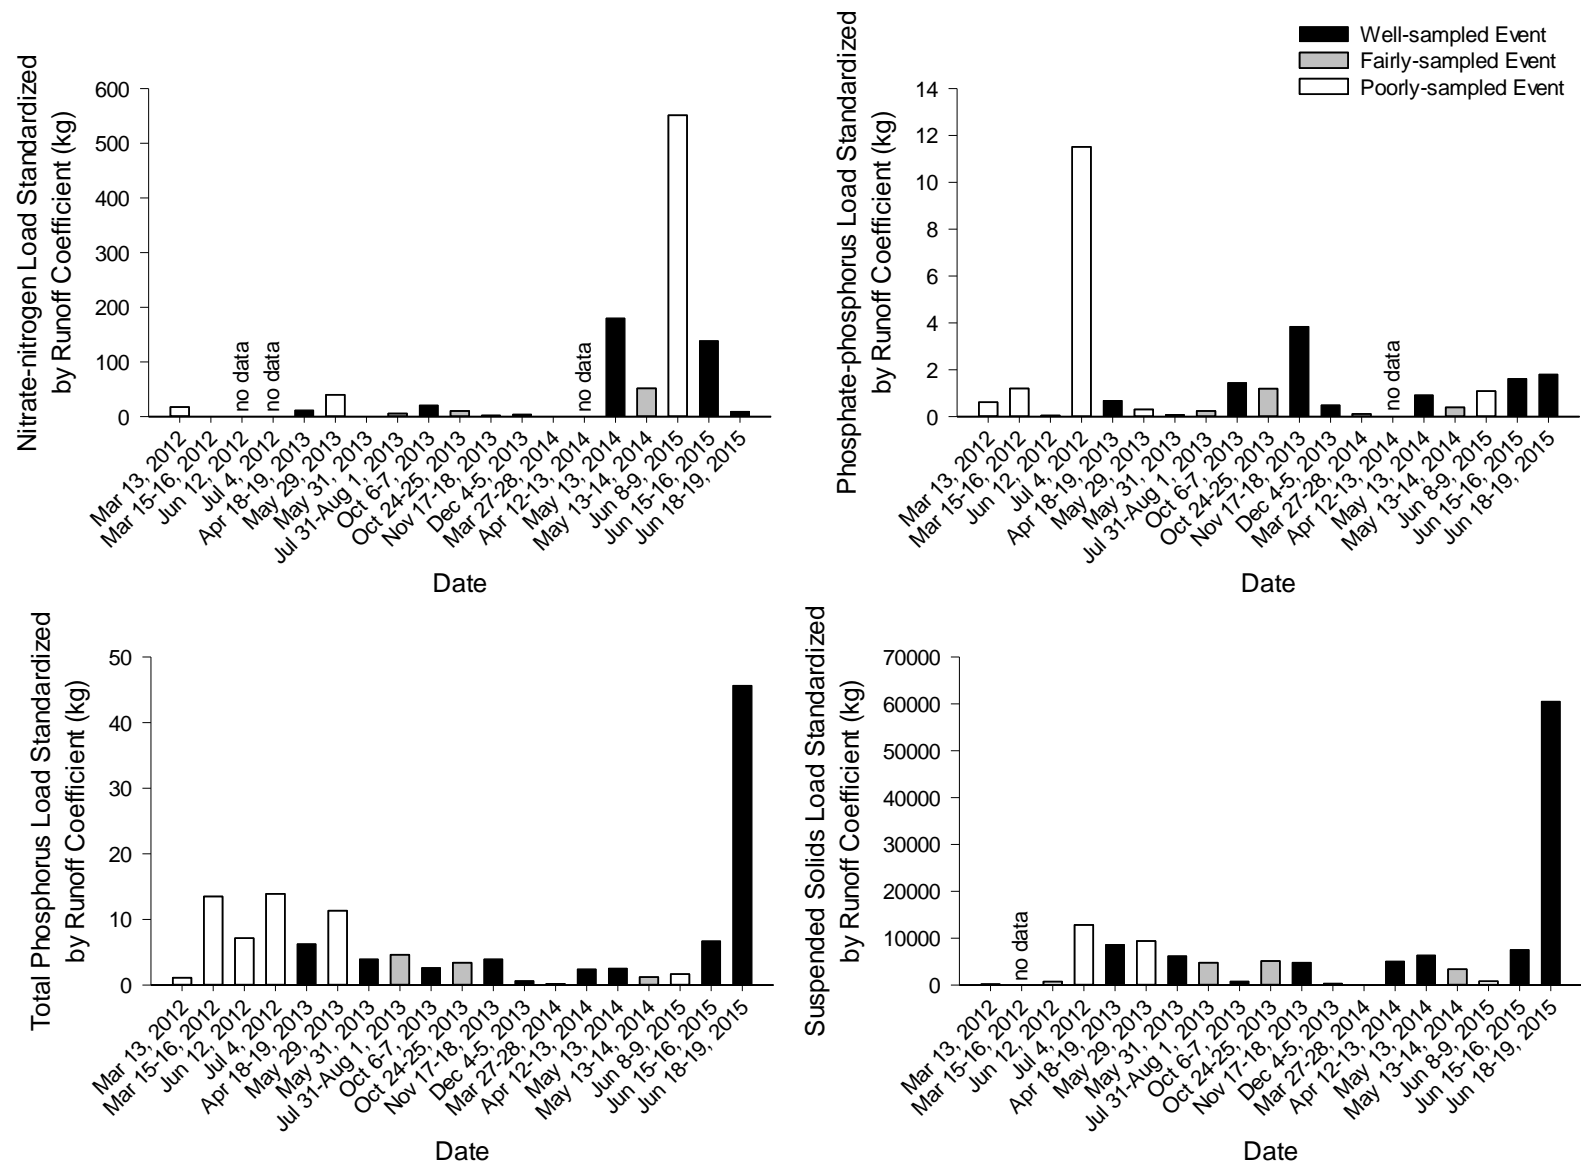 Well-sampled Event
Fairly-sampled Event
Poorly-sampled Event
Nitrate-nitrogen Load Standardized
by Runoff Coefficient (kg)
600
500
400
300
200
100
0
no data
no data
no data
Mar 13, 2012
Mar 15-16, 2012
Jun 12, 2012
Jul 4, 2012
Apr 18-19, 2013
May 29, 2013
May 31, 2013
Jul 31-Aug 1, 2013
Oct 6-7, 2013
Oct 24-25, 2013
Nov 17-18, 2013
Dec 4-5, 2013
Mar 27-28, 2014
Apr 12-13, 2014
May 13, 2014
May 13-14, 2014
Jun 8-9, 2015
Jun 15-16, 2015
Jun 18-19, 2015
Date
Phosphate-phosphorus Load Standardized
by Runoff Coefficient (kg)
14
12
10
8
6
4
2
0
no data
Mar 13, 2012
Mar 15-16, 2012
Jun 12, 2012
Jul 4, 2012
Apr 18-19, 2013
May 29, 2013
May 31, 2013
Jul 31-Aug 1, 2013
Oct 6-7, 2013
Oct 24-25, 2013
Nov 17-18, 2013
Dec 4-5, 2013
Mar 27-28, 2014
Apr 12-13, 2014
May 13, 2014
May 13-14, 2014
Jun 8-9, 2015
Jun 15-16, 2015
Jun 18-19, 2015
Date
Total Phosphorus Load Standardized
by Runoff Coefficient (kg)
50
40
30
20
10
0
Mar 13, 2012
Mar 15-16, 2012
Jun 12, 2012
Jul 4, 2012
Apr 18-19, 2013
May 29, 2013
May 31, 2013
Jul 31-Aug 1, 2013
Oct 6-7, 2013
Oct 24-25, 2013
Nov 17-18, 2013
Dec 4-5, 2013
Mar 27-28, 2014
Apr 12-13, 2014
May 13, 2014
May 13-14, 2014
Jun 8-9, 2015
Jun 15-16, 2015
Jun 18-19, 2015
Date
Suspended Solids Load Standardized
by Runoff Coefficient (kg)
70000
60000
50000
40000
30000
20000
10000
0
no data
Mar 13, 2012
Mar 15-16, 2012
Jun 12, 2012
Jul 4, 2012
Apr 18-19, 2013
May 29, 2013
May 31, 2013
Jul 31-Aug 1, 2013
Oct 6-7, 2013
Oct 24-25, 2013
Nov 17-18, 2013
Dec 4-5, 2013
Mar 27-28, 2014
Apr 12-13, 2014
May 13, 2014
May 13-14, 2014
Jun 8-9, 2015
Jun 15-16, 2015
Jun 18-19, 2015
Date